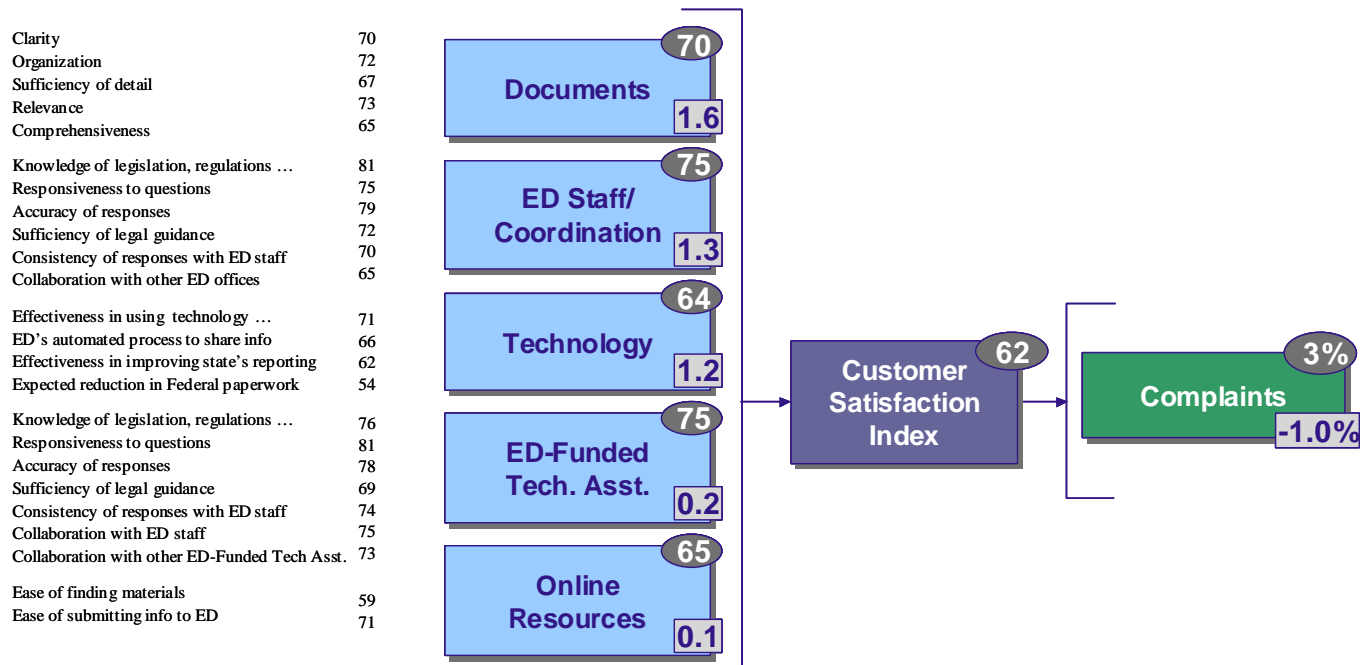 Clarity 70
Organization 72
Sufficiency of detail 67
Relevance 73
Comprehensiveness 65
Knowledge of legislation, regulations … 81
Responsiveness to questions 75
Accuracy of responses 79
Sufficiency of legal guidance 72
Consistency of responses with ED staff 70
Collaboration with other ED offices 65
Effectiveness in using technology … 71
ED's automated process to share info 66
Effectiveness in improving state's reporting 62
Expected reduction in Federal paperwork 54
Knowledge of legislation, regulations … 76
Responsiveness to questions 81
Accuracy of responses 78
Sufficiency of legal guidance 69
Consistency of responses with ED staff 74
Collaboration with ED staff 75
Collaboration with other ED-Funded Tech Asst. 73
Ease of finding materials 59
Ease of submitting info to ED 71
70
Documents
1.6
75
ED Staff/
Coordination
1.3
64
Technology
1.2
75
ED-Funded
Tech. Asst.
0.2
65
Online
Resources
0.1
62
Customer
Satisfaction
Index
3%
Complaints
-1.0%